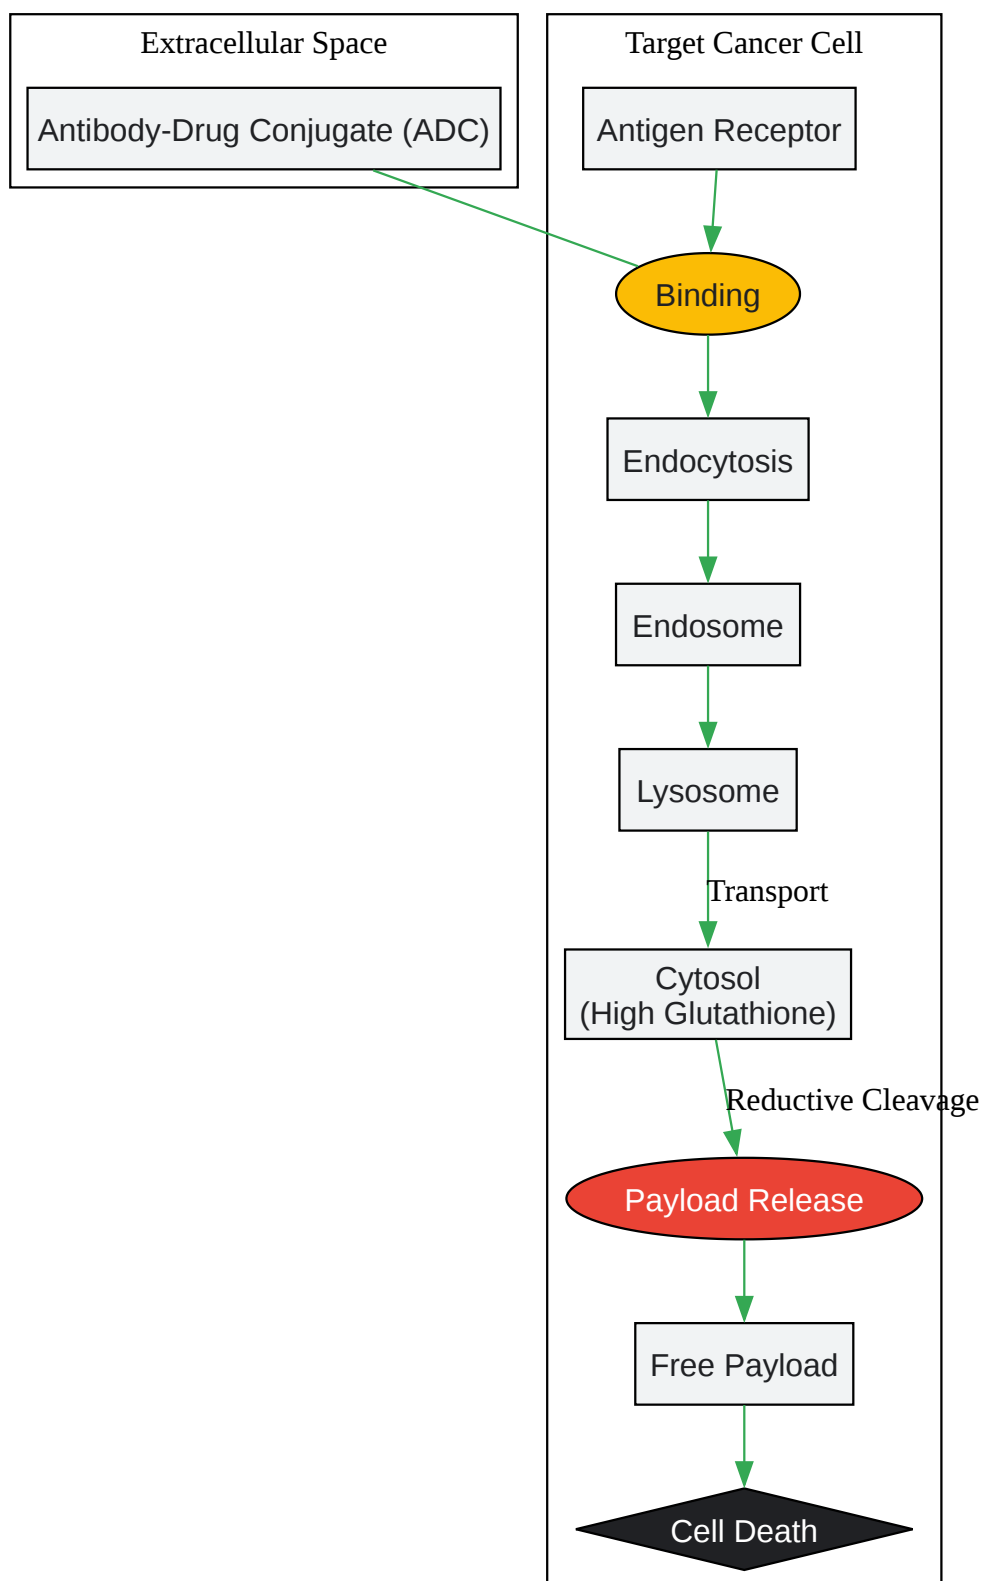 Extracellular Space
Target Cancer Cell
Antibody-Drug Conjugate (ADC)
Antigen Receptor
Binding
Endocytosis
Endosome
Lysosome
Transport
Cytosol
(High Glutathione)
Reductive Cleavage
Payload Release
Free Payload
Cell Death